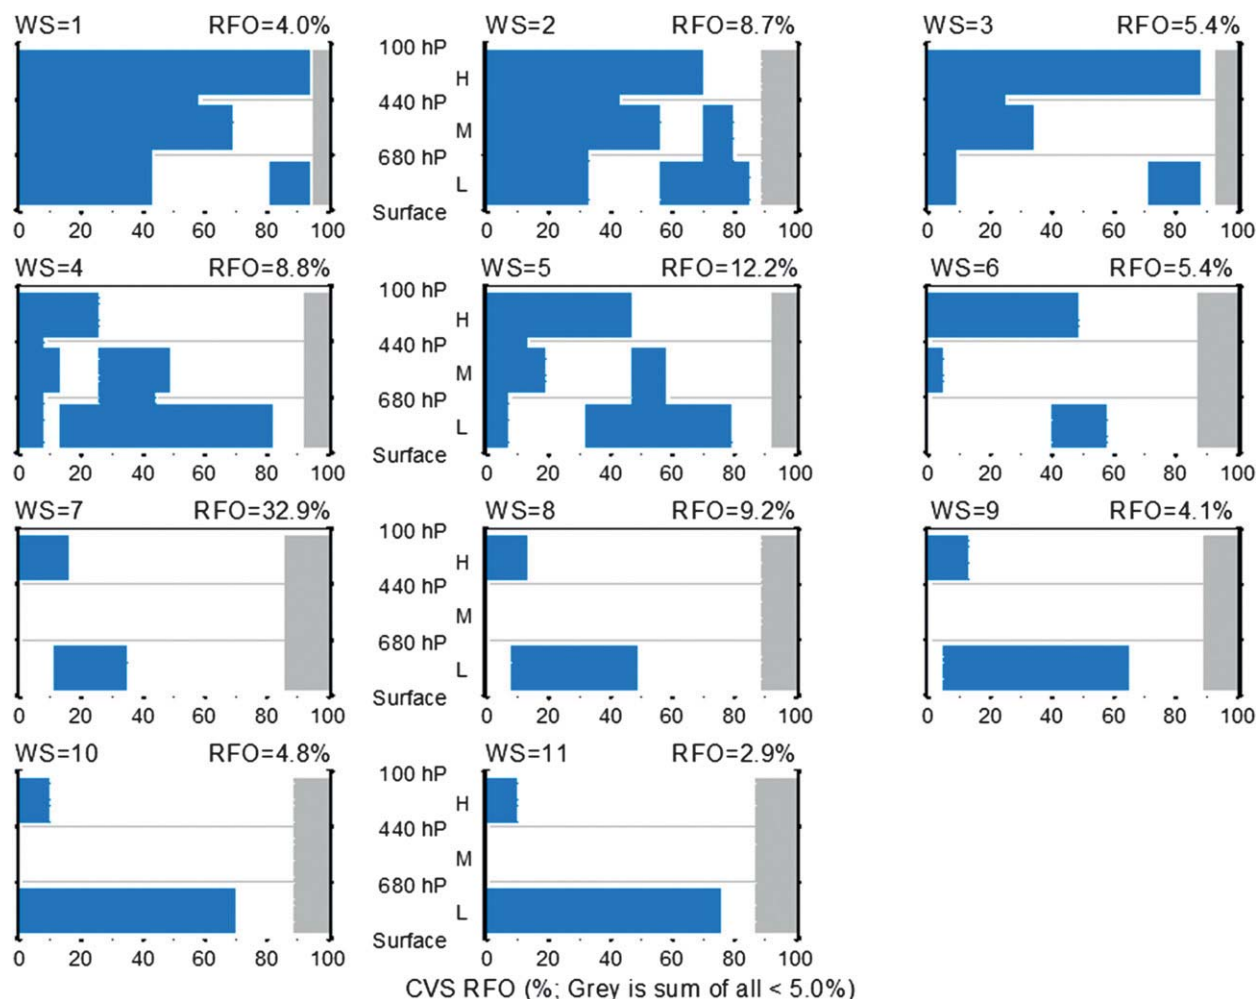 WS=1 RFO=4.0% WS=2 RFO=8.7% WS=3 RFO=5.4%
100 hP
H
440 hP
M
680 hP
L
Surface
0 20 40 60 80 100 0 20 40 60 80 100 0 20 40 60 80 100
WS=4 RFO=8.8% WS=5 RFO=12.2% WS=6 RFO=5.4%
100 hP
H
440 hP
M
680 hP
L
Surface
0 20 40 60 80 100 0 20 40 60 80 100 0 20 40 60 80 100
WS=7 RFO=32.9% WS=8 RFO=9.2% WS=9 RFO=4.1%
100 hP
H
440 hP
M
680 hP
L
Surface
0 20 40 60 80 100 0 20 40 60 80 100 0 20 40 60 80 100
WS=10 RFO=4.8% WS=11 RFO=2.9%
100 hP
H
440 hP
M
680 hP
L
Surface
0 20 40 60 80 100 0 20 40 60 80 100
CVS RFO (%; Grey is sum of all < 5.0%)